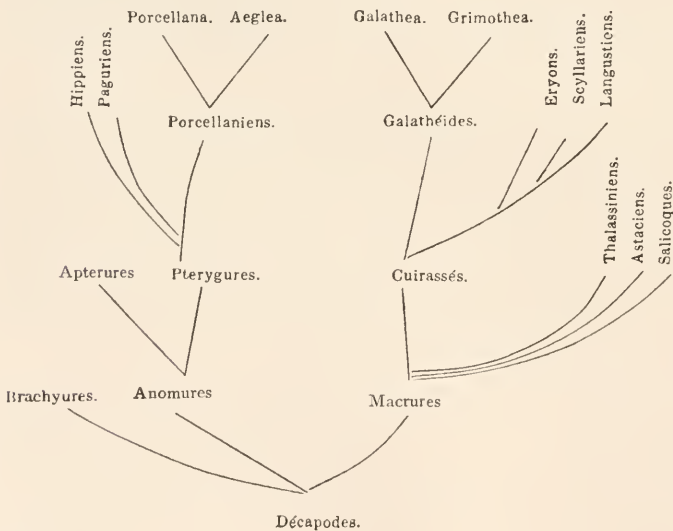 Porcellana. Aeglea. Galathea. Grimothea.
Hippiens.
Paguriens.
Eryons.
Scyllariens.
Langustiens.
Porcellaniens. Galathéides.
Thalassiniens.
Astaciens.
Salicoques.
Apterures Pterygures. Cuirassés.
Brachyures. Anomures Macrures
Décapodes.